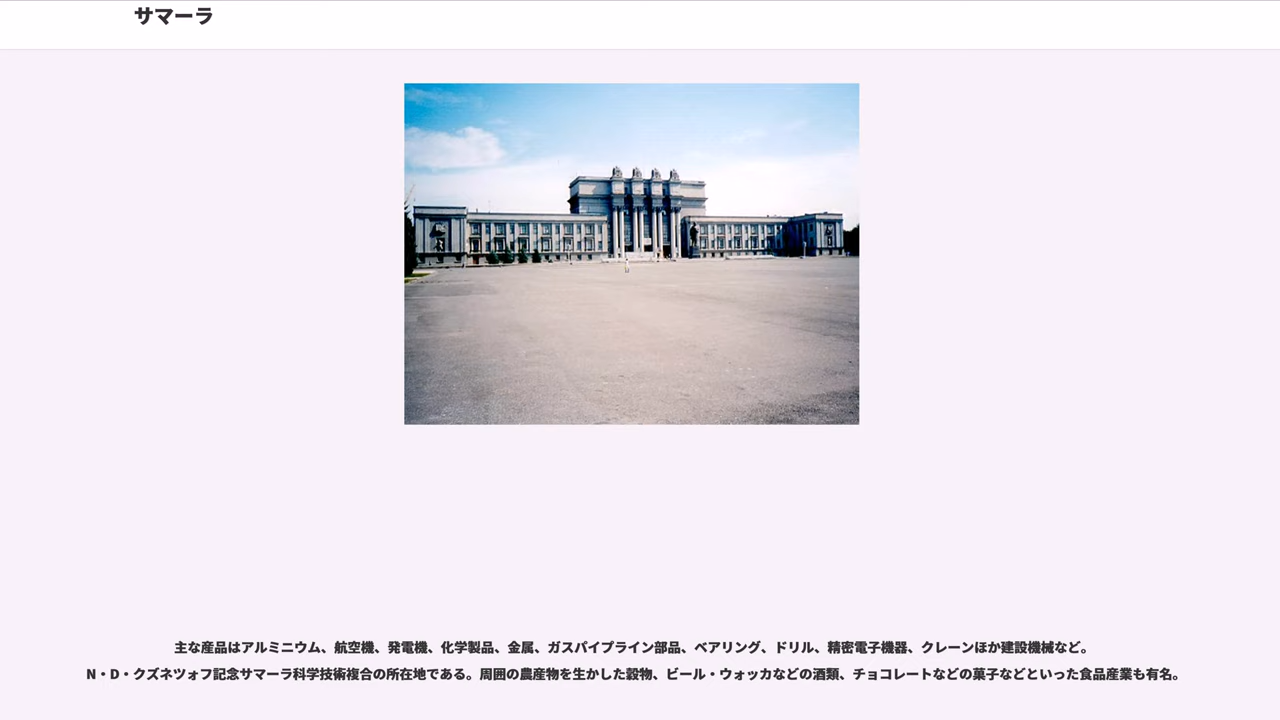 サマーラ
主な産品はアルミニウム、航空機、発電機、化学製品、金属、ガスパイプライン部品、ベアリング、ドリル、精密電子機器、クレーンほか建設機械など。
N・D・クズネツォフ記念サマーラ科学技術複合の所在地である。周囲の農産物を生かした穀物、ビール・ウォッカなどの酒類、チョコレートなどの菓子などといった食品産業も有名。